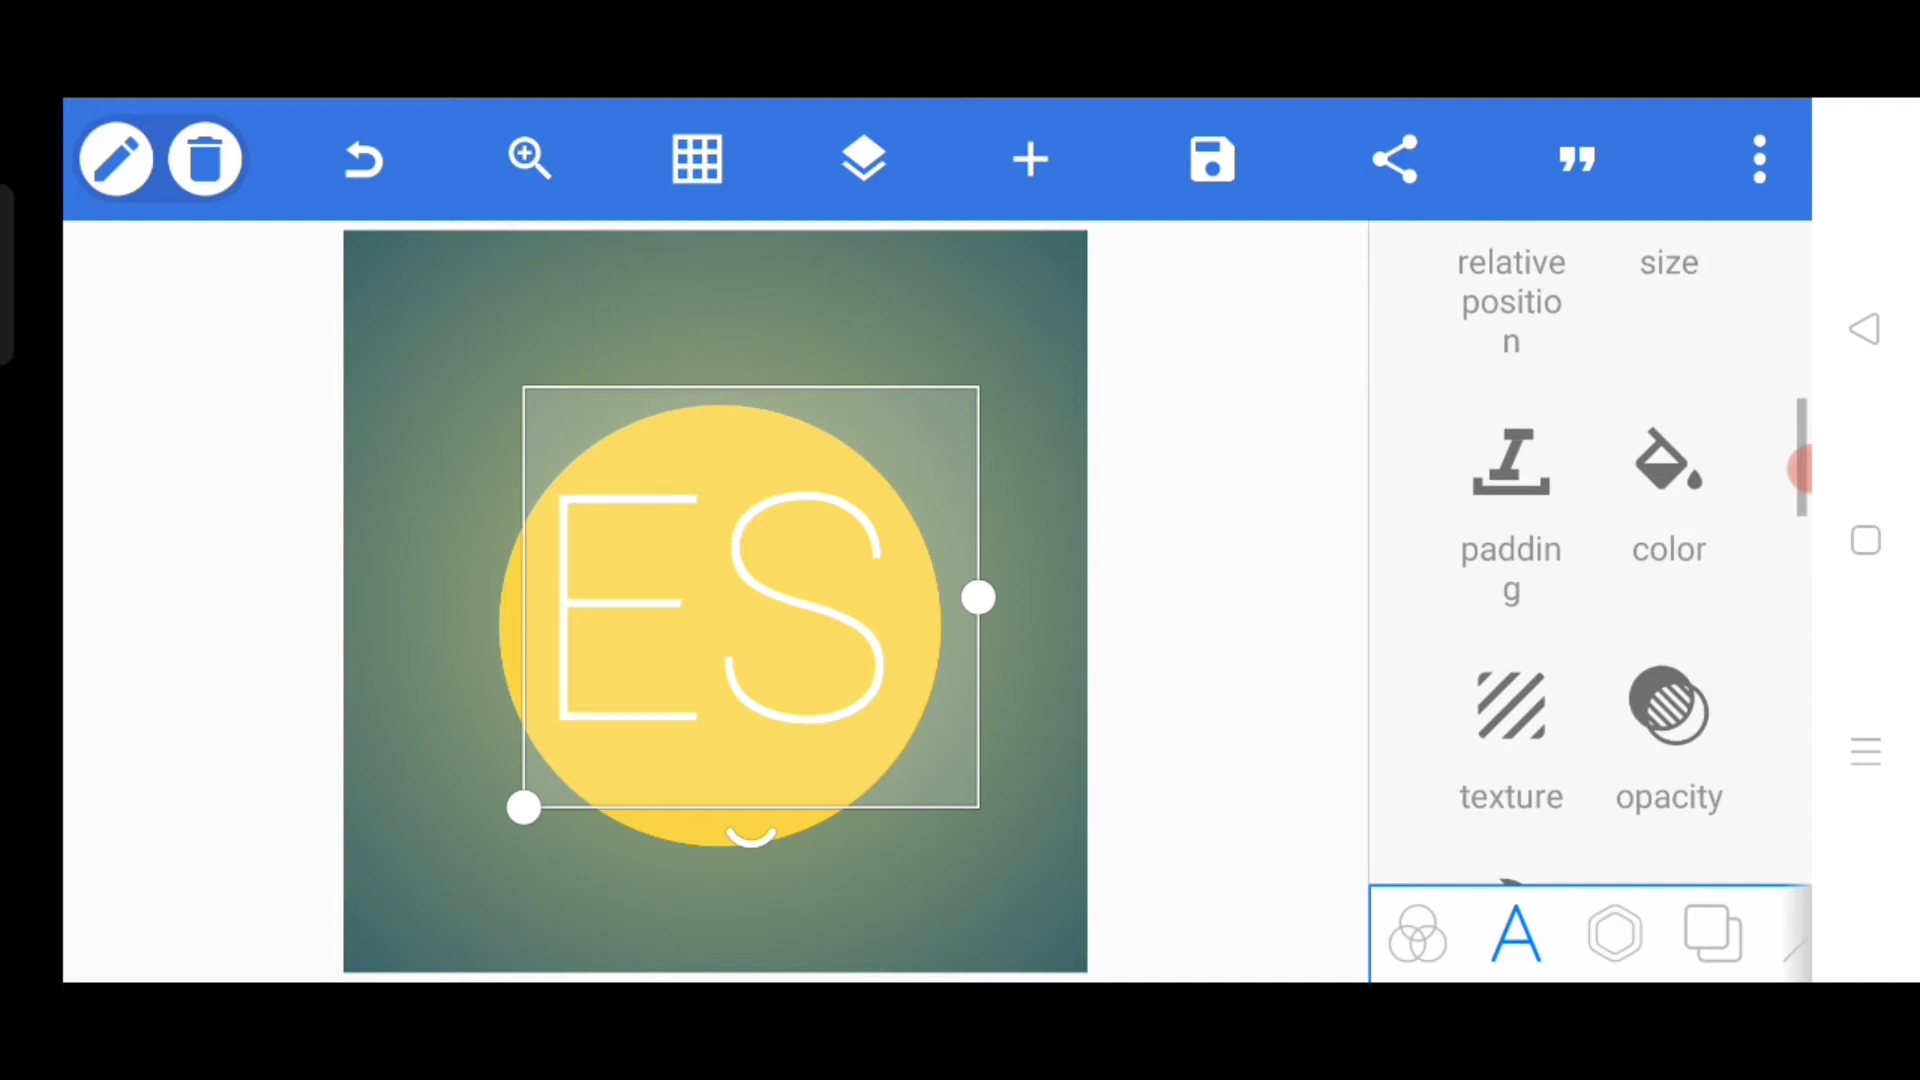 relative
positio
n
size
ES
paddin
g
color
texture
opacity